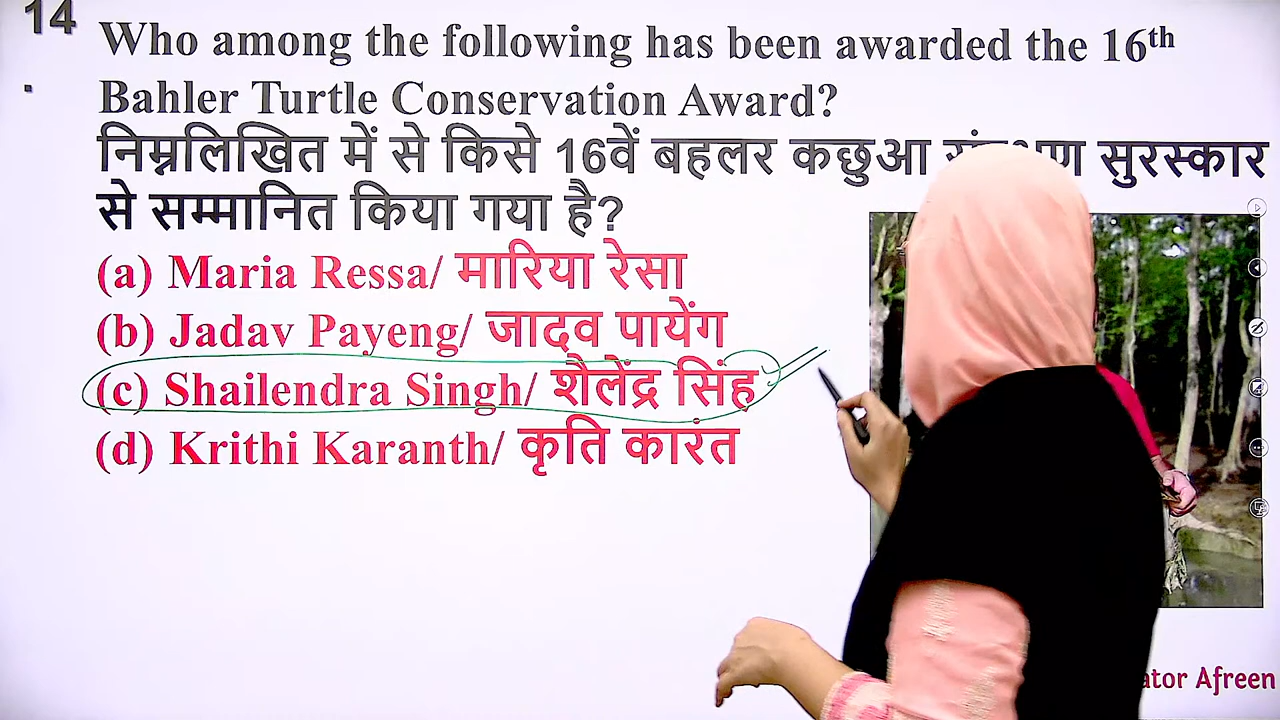 14
.
Who among the following has been awarded the 16th
Bahler Turtle Conservation Award?
निम्नलिखित में से किसे 16वें बहलर कछुआ सुरस्कार
से सम्मानित किया गया है?
(a) Maria Ressa/ मारिया रेसा
(b) Jadav Payeng/ जादव पायेंग
(c) Shailendra Singh/ शैलेंद्र सिंह
(d) Krithi Karanth/ कृति कारंत
Afreen